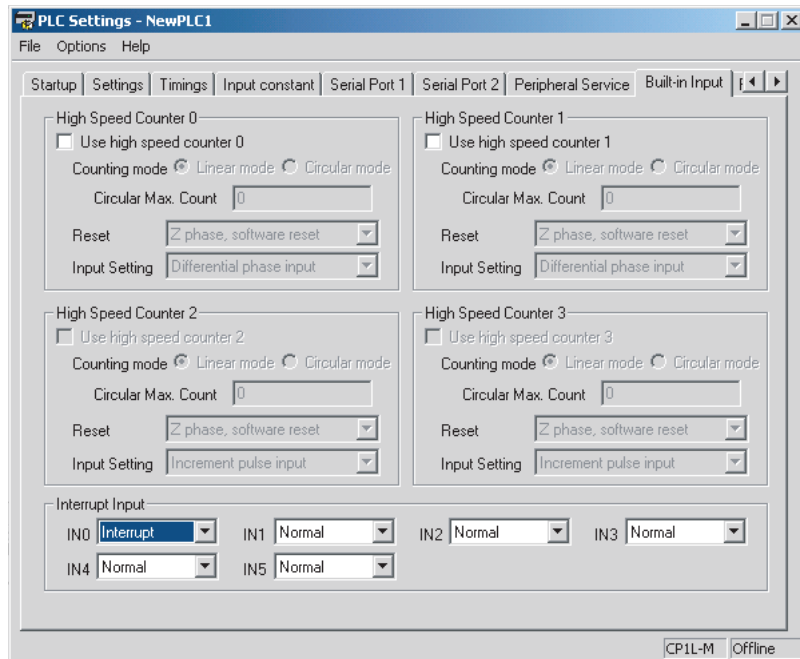 PLC Settings - NewPLC1
File Options Help
Startup Settings Timings Input constant Serial Port 1 Serial Port 2 Peripheral Service Built-in Input
High Speed Counter 0
Use high speed counter 0
Counting mode Linear mode Circular mode
Circular Max. Count 0
Reset Z phase, software reset
Input Setting Differential phase input
High Speed Counter 1
Use high speed counter 1
Counting mode Linear mode Circular mode
Circular Max. Count 0
Reset Z phase, software reset
Input Setting Differential phase input
High Speed Counter 2
Use high speed counter 2
Counting mode Linear mode Circular mode
Circular Max. Count 0
Reset Z phase, software reset
Input Setting Increment pulse input
High Speed Counter 3
Use high speed counter 3
Counting mode Linear mode Circular mode
Circular Max. Count 0
Reset Z phase, software reset
Input Setting Increment pulse input
Interrupt Input
IN0 Interrupt IN1 Normal IN2 Normal IN3 Normal
IN4 Normal IN5 Normal
CP1L-M Offline